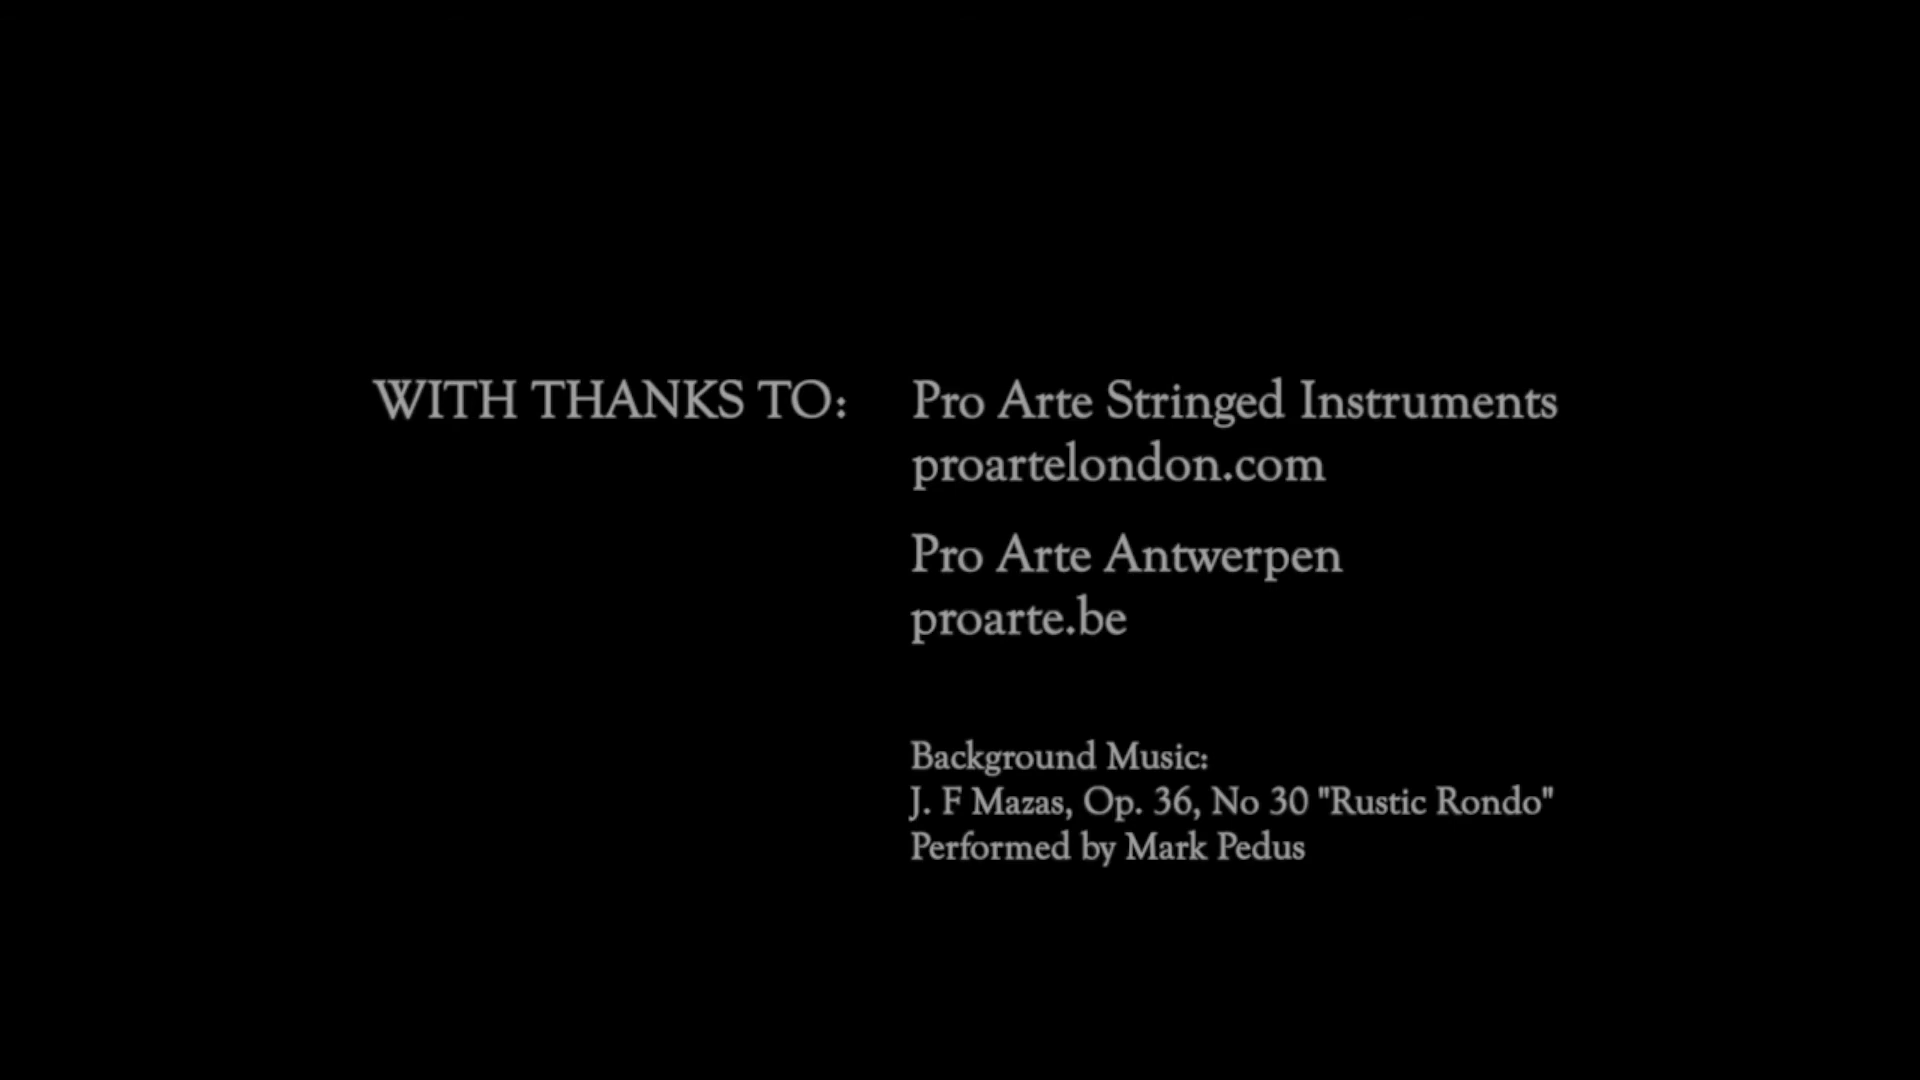 WITH THANKS TO:
Pro Arte Stringed Instruments
proartelondon.com
Pro Arte Antwerpen
proarte.be
Background Music:
J. F Mazas, Op. 36, No 30 "Rustic Rondo"
Performed by Mark Pedus